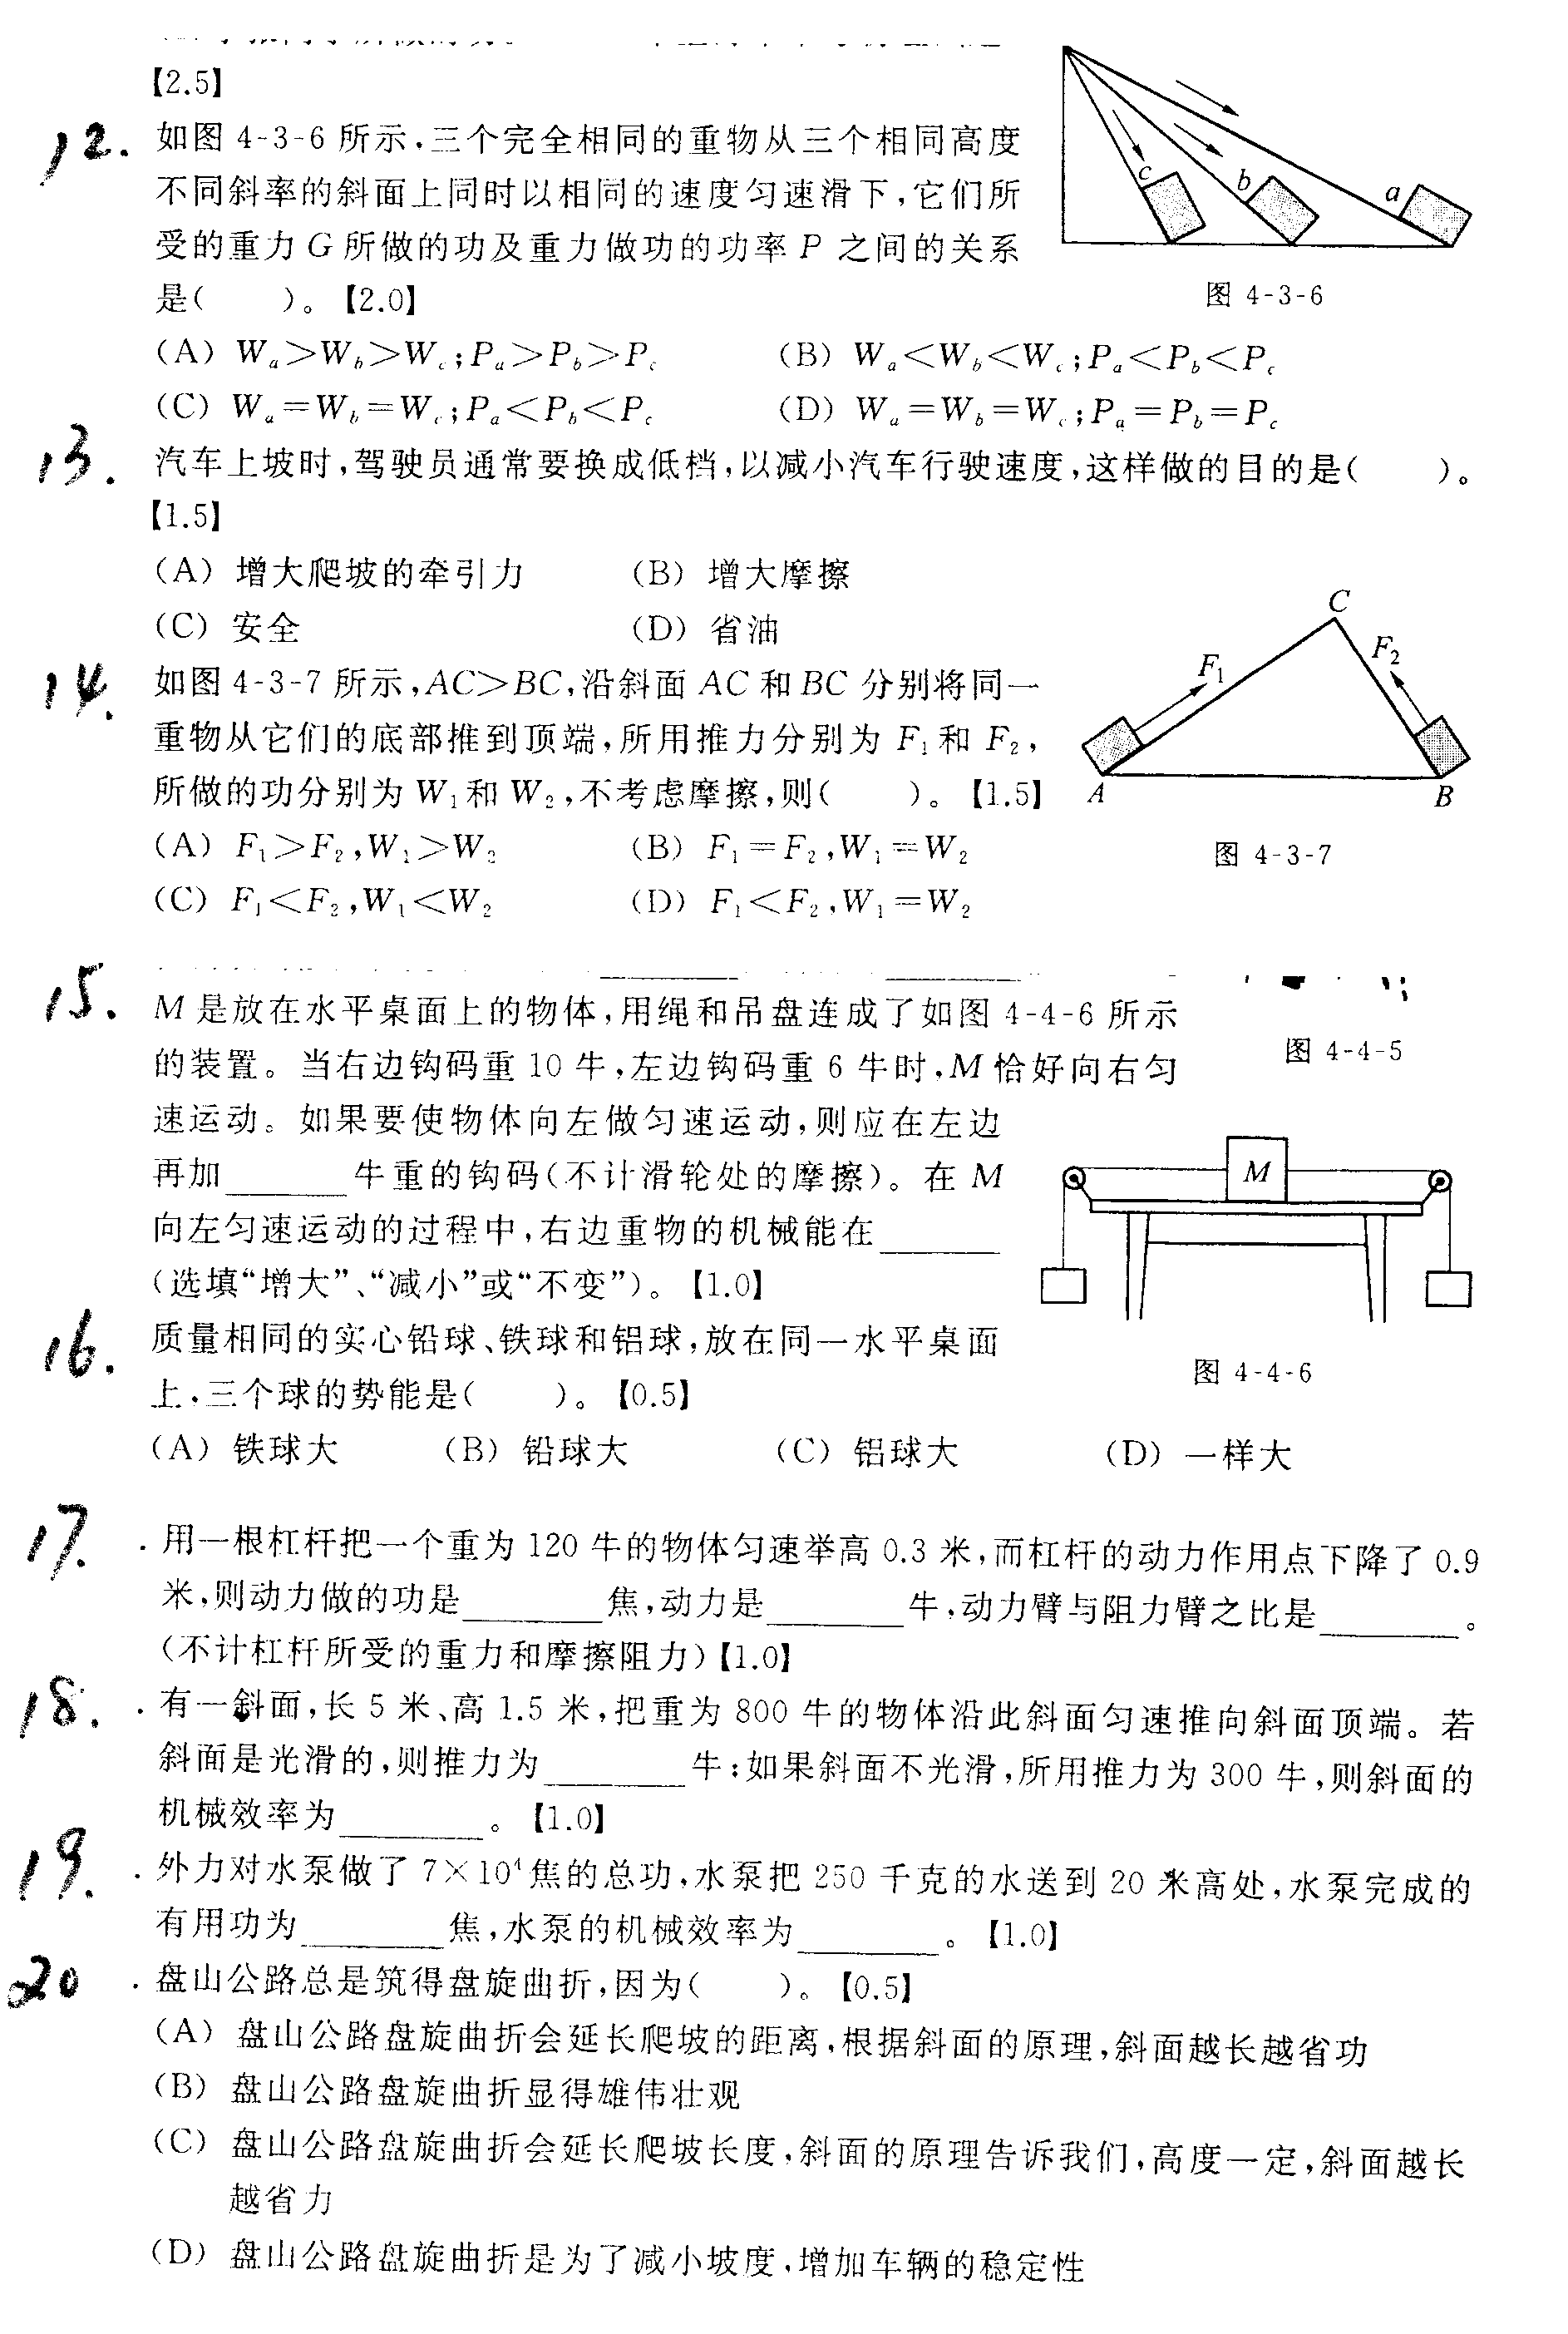 【2.5】
12. 如图 4-3-6 所示,三个完全相同的重物从三个相同高度
不同斜率的斜面上同时以相同的速度匀速滑下,它们所
受的重力 G 所做的功及重力做功的功率 P 之间的关系
是(    )。【2.0】
c b a
图 4-3-6
(A) Wₐ>W_b>W_c;Pₐ>P_b>P_c (B) Wₐ<W_b<W_c;Pₐ<P_b<P_c
(C) Wₐ=W_b=W_c;Pₐ<P_b<P_c (D) Wₐ=W_b=W_c;Pₐ=P_b=P_c
13. 汽车上坡时,驾驶员通常要换成低档,以减小汽车行驶速度,这样做的目的是(    )。
【1.5】
(A) 增大爬坡的牵引力 (B) 增大摩擦
(C) 安全 (D) 省油
14. 如图 4-3-7 所示,AC>BC,沿斜面 AC 和 BC 分别将同一
重物从它们的底部推到顶端,所用推力分别为 F₁ 和 F₂,
所做的功分别为 W₁和 W₂,不考虑摩擦,则(    )。【1.5】
C
F₁ F₂
A B
图 4-3-7
(A) F₁>F₂,W₁>W₂ (B) F₁=F₂,W₁=W₂
(C) F₁<F₂,W₁<W₂ (D) F₁<F₂,W₁=W₂
15. M 是放在水平桌面上的物体,用绳和吊盘连成了如图 4-4-6 所示
图 4-4-5
的装置。当右边钩码重 10 牛,左边钩码重 6 牛时,M 恰好向右匀
速运动。如果要使物体向左做匀速运动,则应在左边
再加______牛重的钩码(不计滑轮处的摩擦)。在 M
向左匀速运动的过程中,右边重物的机械能在______
(选填“增大”、“减小”或“不变”)。【1.0】
M
图 4-4-6
16. 质量相同的实心铅球、铁球和铝球,放在同一水平桌面
上,三个球的势能是(    )。【0.5】
(A) 铁球大 (B) 铅球大 (C) 铝球大 (D) 一样大
17. 用一根杠杆把一个重为 120 牛的物体匀速举高 0.3 米,而杠杆的动力作用点下降了 0.9
米,则动力做的功是______焦,动力是______牛,动力臂与阻力臂之比是______。
(不计杠杆所受的重力和摩擦阻力)【1.0】
18. 有一斜面,长 5 米、高 1.5 米,把重为 800 牛的物体沿此斜面匀速推向斜面顶端。若
斜面是光滑的,则推力为______牛;如果斜面不光滑,所用推力为 300 牛,则斜面的
机械效率为______。【1.0】
19. 外力对水泵做了 7×10⁴焦的总功,水泵把 250 千克的水送到 20 米高处,水泵完成的
有用功为______焦,水泵的机械效率为______。【1.0】
20. 盘山公路总是筑得盘旋曲折,因为(    )。【0.5】
(A) 盘山公路盘旋曲折会延长爬坡的距离,根据斜面的原理,斜面越长越省功
(B) 盘山公路盘旋曲折显得雄伟壮观
(C) 盘山公路盘旋曲折会延长爬坡长度,斜面的原理告诉我们,高度一定,斜面越长
越省力
(D) 盘山公路盘旋曲折是为了减小坡度,增加车辆的稳定性